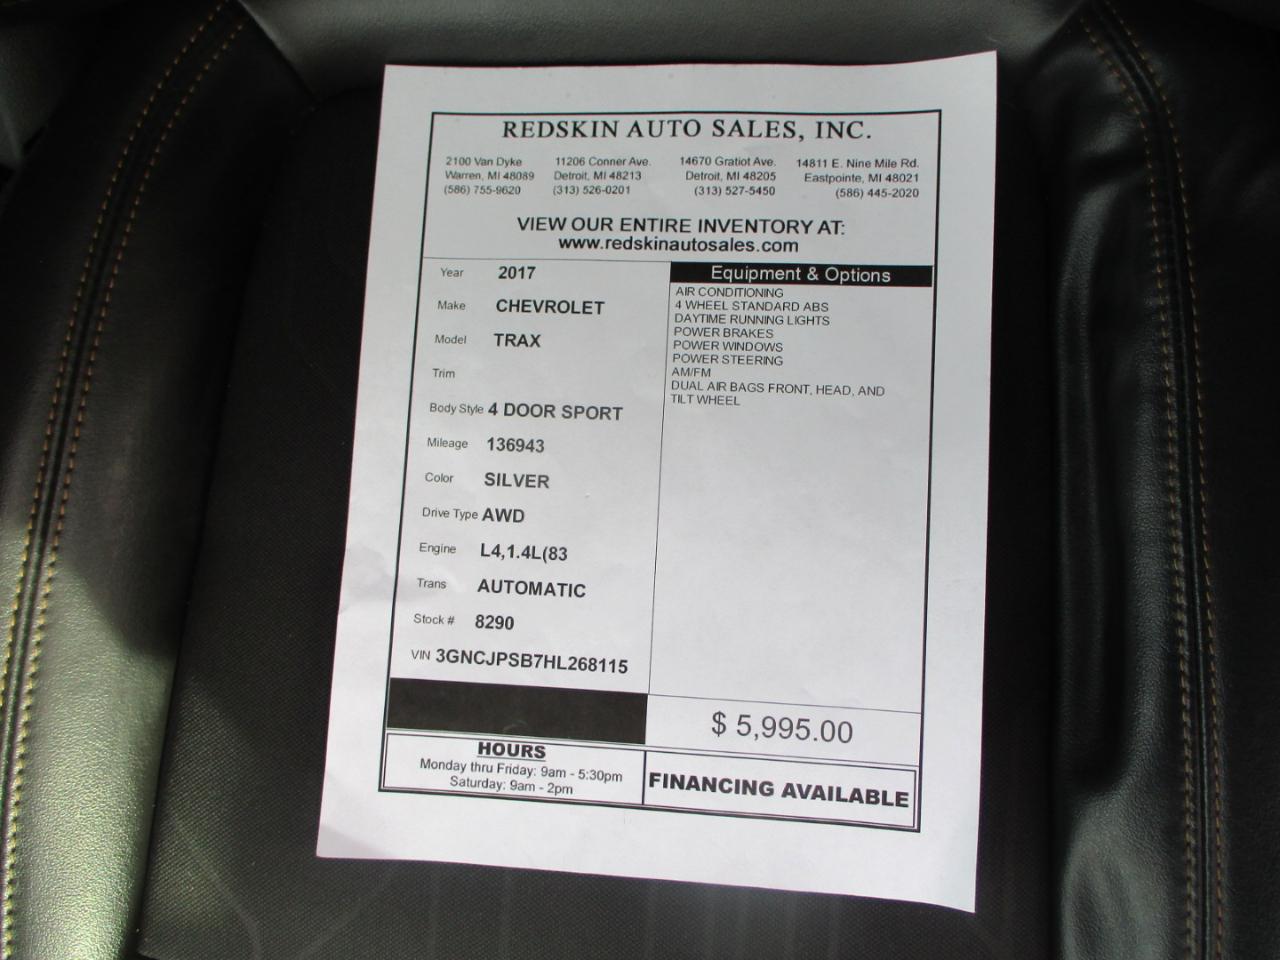 REDSKIN AUTO SALES, INC.
2100 Van Dyke
Warren, MI 48089
(586) 755-9620
11206 Conner Ave.
Detroit, MI 48213
(313) 526-0201
14670 Gratiot Ave.
Detroit, MI 48205
(313) 527-5450
14811 E. Nine Mile Rd.
Eastpointe, MI 48021
(586) 445-2020
VIEW OUR ENTIRE INVENTORY AT:
www.redskinautosales.com
Year 2017
Make CHEVROLET
Model TRAX
Trim
Body Style 4 DOOR SPORT
Mileage 136943
Color SILVER
Drive Type AWD
Engine L4,1.4L(83
Trans AUTOMATIC
Stock # 8290
VIN 3GNCJPSB7HL268115
Equipment & Options
AIR CONDITIONING
4 WHEEL STANDARD ABS
DAYTIME RUNNING LIGHTS
POWER BRAKES
POWER WINDOWS
POWER STEERING
AM/FM
DUAL AIR BAGS FRONT, HEAD, AND
TILT WHEEL
$ 5,995.00
HOURS
Monday thru Friday: 9am - 5:30pm
Saturday: 9am - 2pm
FINANCING AVAILABLE